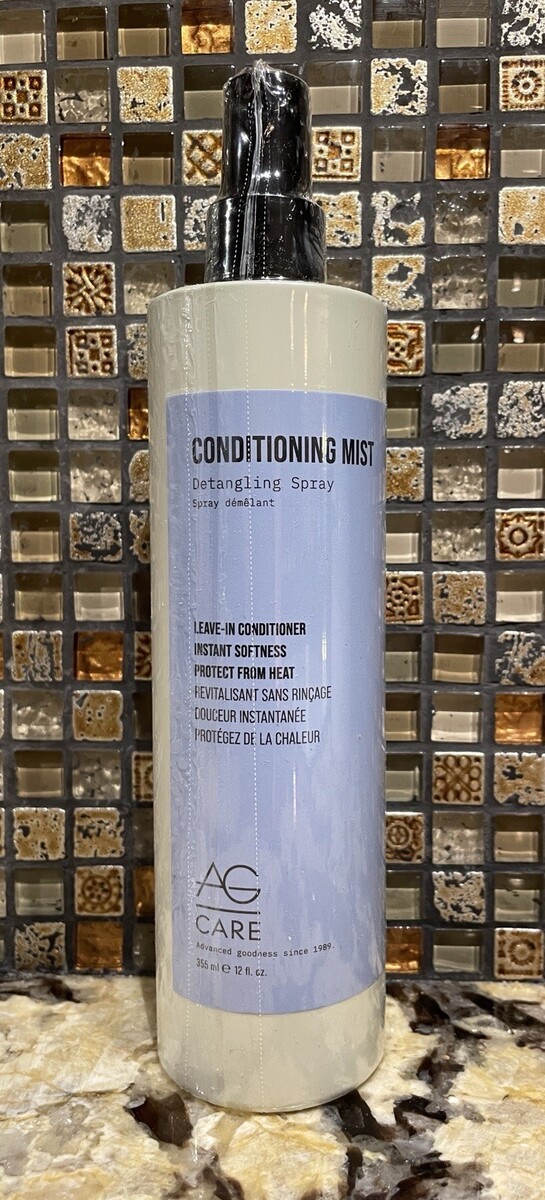 CONDITIONING MIST
Detangling Spray
Spray démêlant
LEAVE-IN CONDITIONER
INSTANT SOFTNESS
PROTECT FROM HEAT
REVITALISANT SANS RINÇAGE
DOUCEUR INSTANTANÉE
PROTÉGEZ DE LA CHALEUR
AG
CARE
Advanced goodness since 1989.
355 ml ℮ 12 fl. oz.